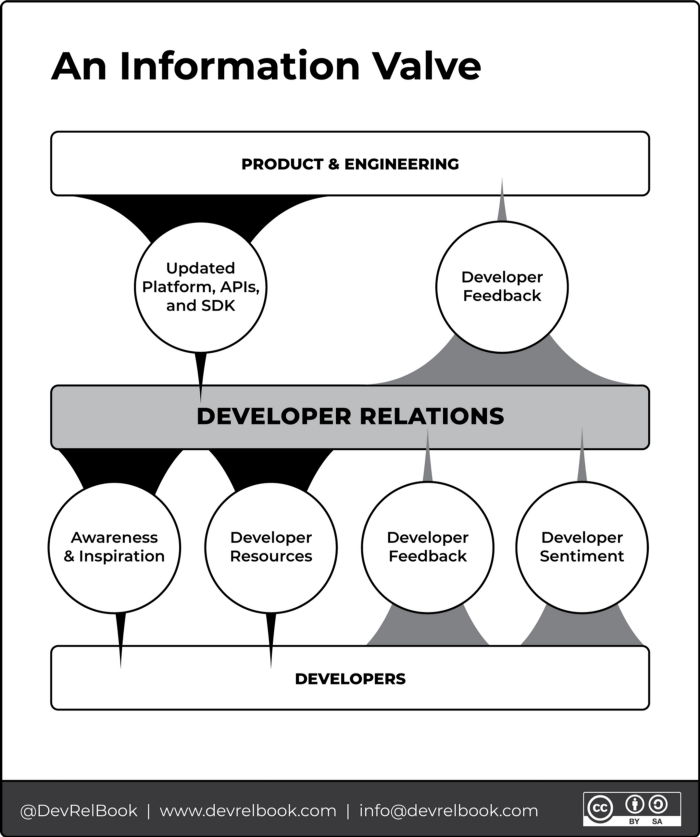 An Information Valve
PRODUCT & ENGINEERING
Updated
Platform, APIs,
and SDK
Developer
Feedback
DEVELOPER RELATIONS
Awareness
& Inspiration
Developer
Resources
Developer
Feedback
Developer
Sentiment
DEVELOPERS
@DevRelBook | www.devrelbook.com | info@devrelbook.com
cc
BY SA